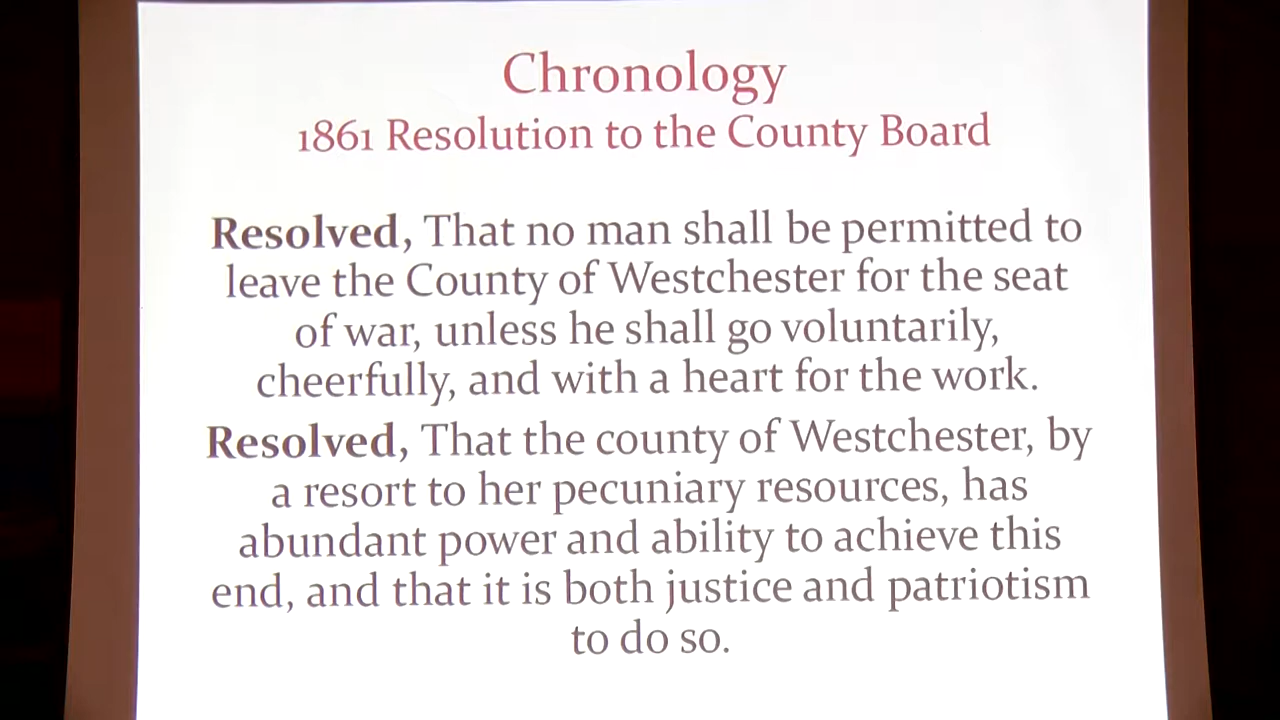 Chronology
1861 Resolution to the County Board
Resolved, That no man shall be permitted to
leave the County of Westchester for the seat
of war, unless he shall go voluntarily,
cheerfully, and with a heart for the work.
Resolved, That the county of Westchester, by
a resort to her pecuniary resources, has
abundant power and ability to achieve this
end, and that it is both justice and patriotism
to do so.